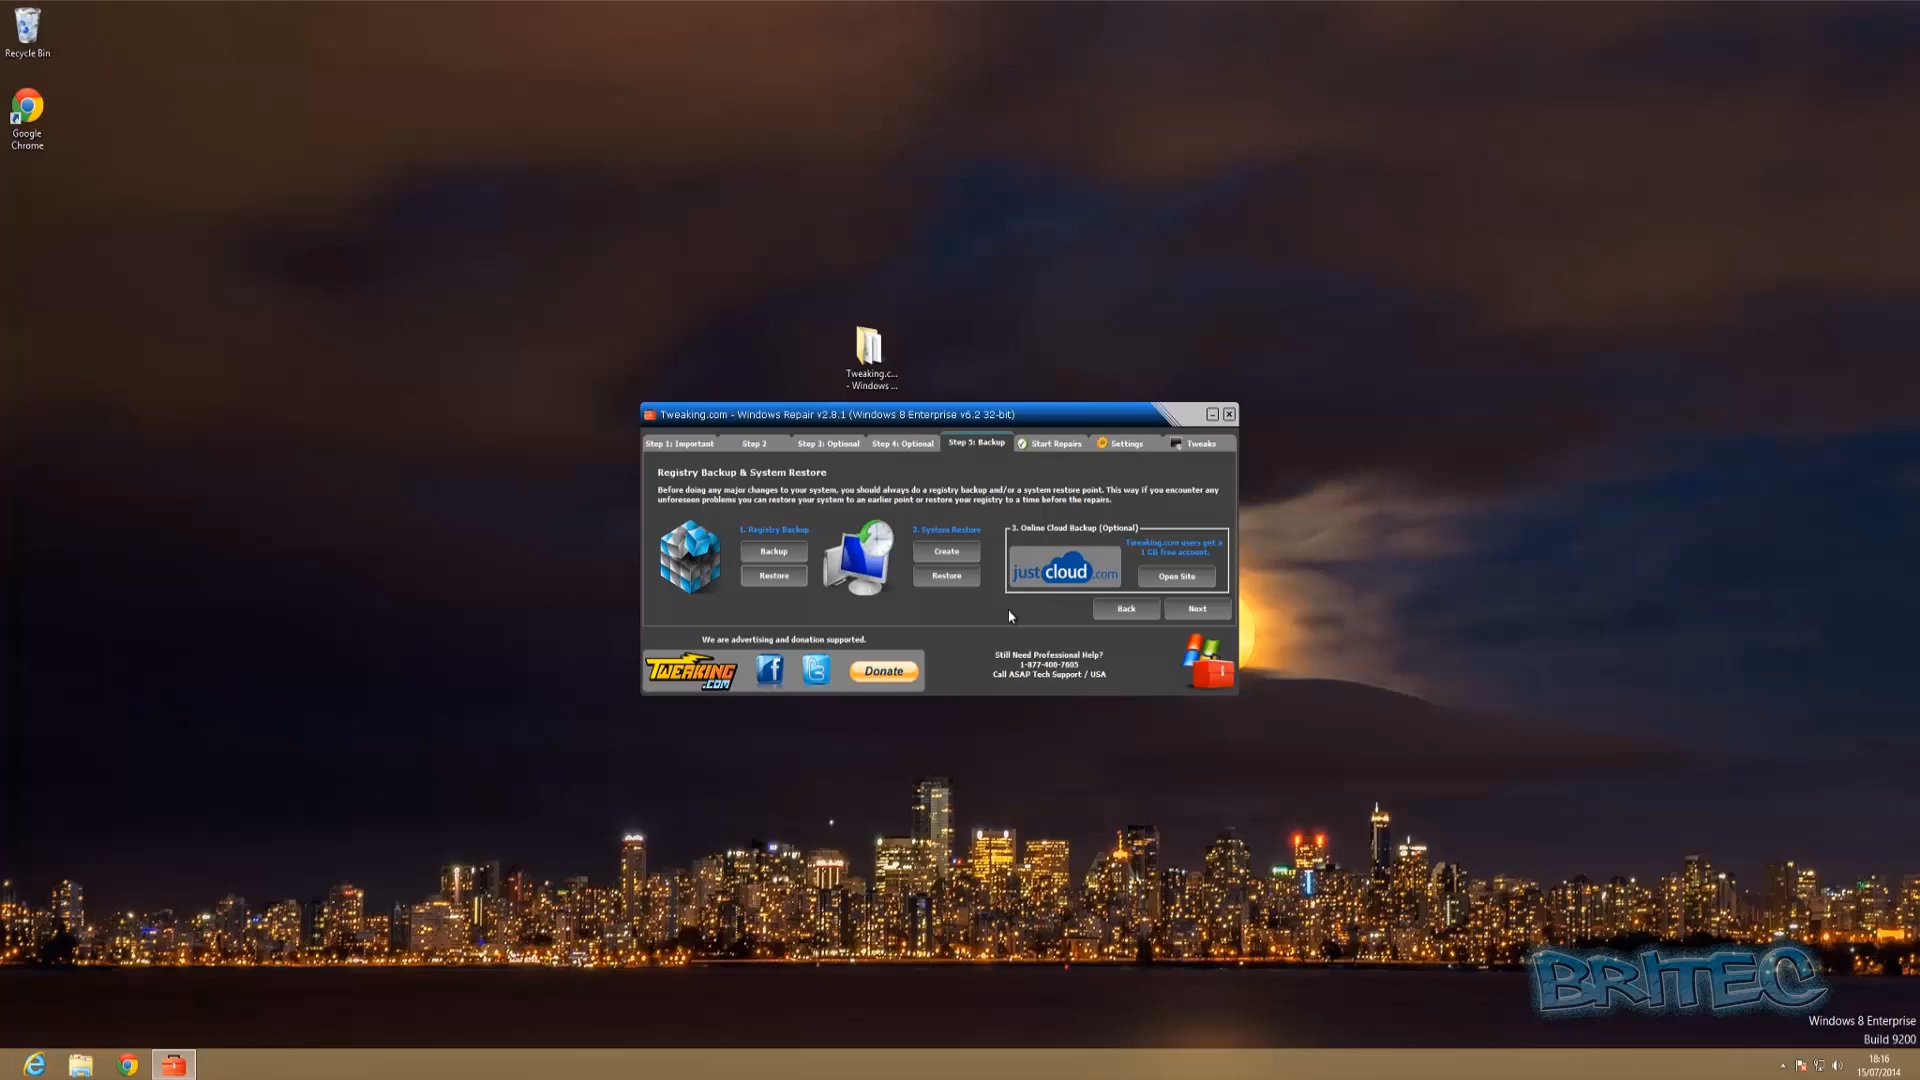 Recycle Bin
Google
Chrome
Tweaking.c...
- Windows ...
Tweaking.com - Windows Repair v2.8.1 (Windows 8 Enterprise v6.2 32-bit)
Step 1: Important
Step 2
Step 3: Optional
Step 4: Optional
Step 5: Backup
Start Repairs
Settings
Tweaks
Registry Backup & System Restore
Before doing any major changes to your system, you should always do a registry backup and/or a system restore point. This way if you encounter any
unforeseen problems you can restore your system to an earlier point or restore your registry to a time before the repairs.
1. Registry Backup
Backup
Restore
2. System Restore
Create
Restore
3. Online Cloud Backup (Optional)
justcloud.com
Tweaking.com users get a
1 GB free account.
Open Site
Back
Next
We are advertising and donation supported.
TWEAKING
.COM
Donate
Still Need Professional Help?
1-877-400-7605
Call ASAP Tech Support / USA
BRITEC
Windows 8 Enterprise
Build 9200
18:16
15/07/2014